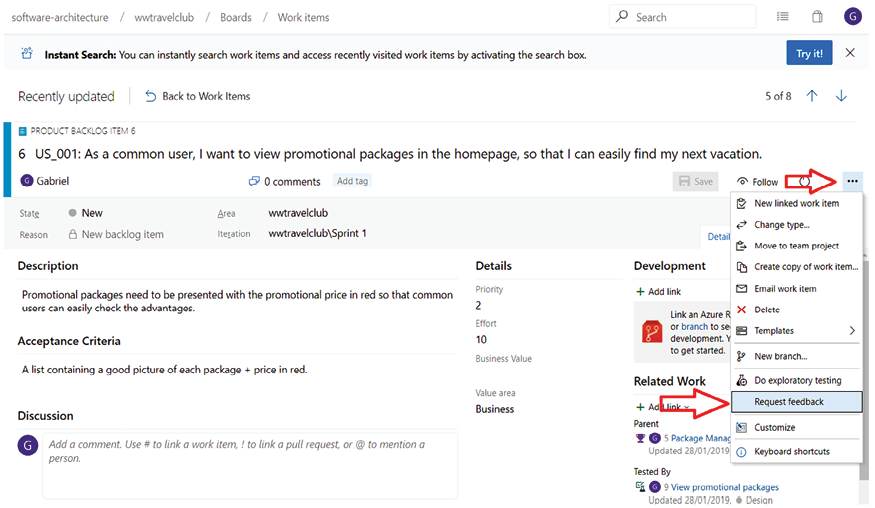 software-architecture / wwtravelclub / Boards / Work items
Search
G
Instant Search: You can instantly search work items and access recently visited work items by activating the search box.
Try it!
Recently updated
Back to Work Items
5 of 8
PRODUCT BACKLOG ITEM 6
6 US_001: As a common user, I want to view promotional packages in the homepage, so that I can easily find my next vacation.
G Gabriel
0 comments
Add tag
Save
Follow
...
State New
Area wwtravelclub
Reason New backlog item
Iteration wwtravelclub\Sprint 1
Detail
Description
Promotional packages need to be presented with the promotional price in red so that common
users can easily check the advantages.
Acceptance Criteria
A list containing a good picture of each package + price in red.
Discussion
G
Add a comment. Use # to link a work item, ! to link a pull request, or @ to mention a
person.
Details
Priority
2
Effort
10
Business Value
Value area
Business
Development
+ Add link
Link an Azure R
or branch to se
development. Y
to get started.
Related Work
+ Add link
Parent
G 5 Package Manag
Updated 28/01/2019
Tested By
G 9 View promotional packages
Updated 28/01/2019, Design
New linked work item
Change type...
Move to team project
Create copy of work item...
Email work item
Delete
Templates
New branch...
Do exploratory testing
Request feedback
Customize
Keyboard shortcuts